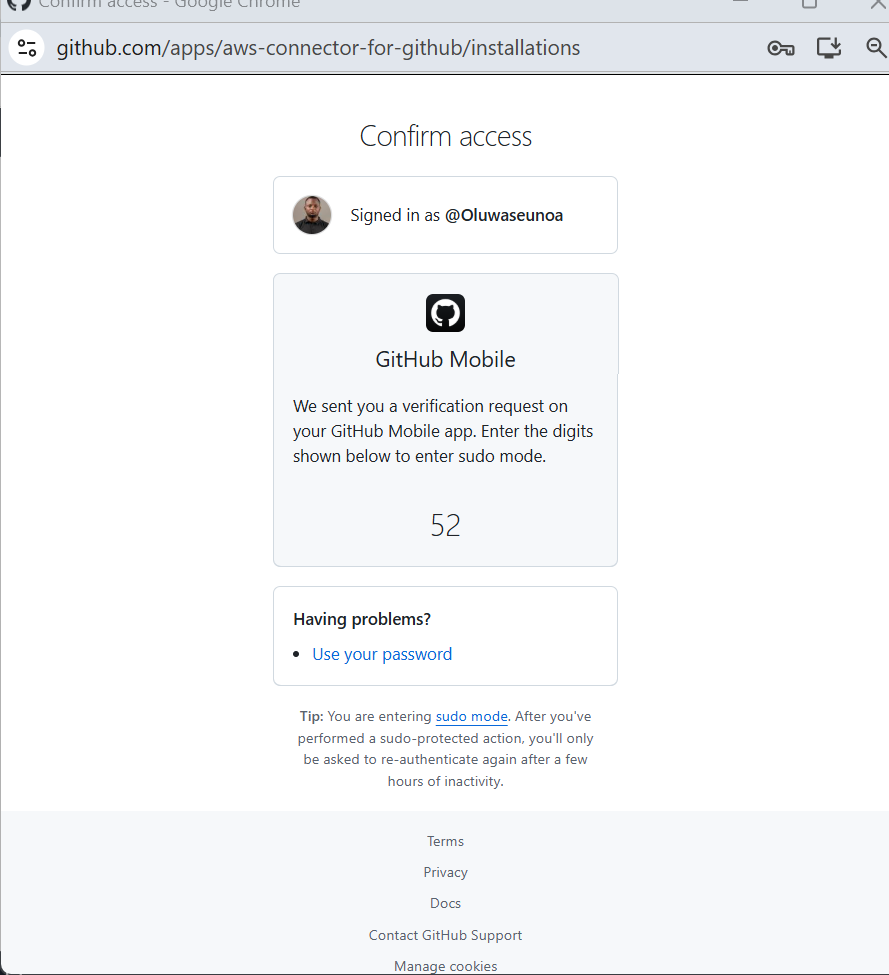 Confirm access - Google Chrome
github.com/apps/aws-connector-for-github/installations
Confirm access
Signed in as @Oluwaseunoa
GitHub Mobile
We sent you a verification request on
your GitHub Mobile app. Enter the digits
shown below to enter sudo mode.
52
Having problems?
• Use your password
Tip: You are entering sudo mode. After you've
performed a sudo-protected action, you'll only
be asked to re-authenticate again after a few
hours of inactivity.
Terms
Privacy
Docs
Contact GitHub Support
Manage cookies